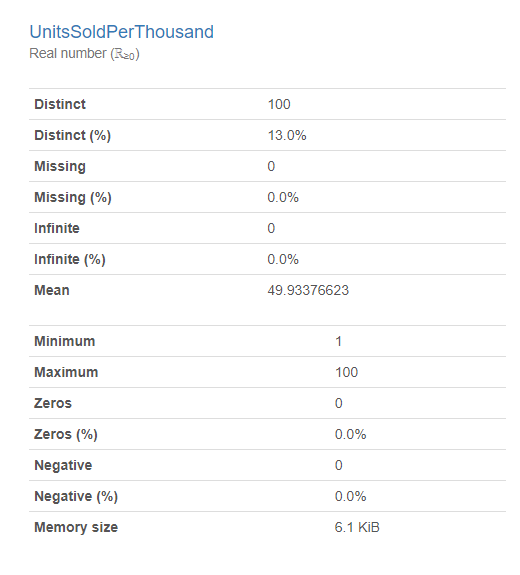 UnitsSoldPerThousand
Real number (ℝ≥0)
Distinct 100
Distinct (%) 13.0%
Missing 0
Missing (%) 0.0%
Infinite 0
Infinite (%) 0.0%
Mean 49.93376623
Minimum 1
Maximum 100
Zeros 0
Zeros (%) 0.0%
Negative 0
Negative (%) 0.0%
Memory size 6.1 KiB